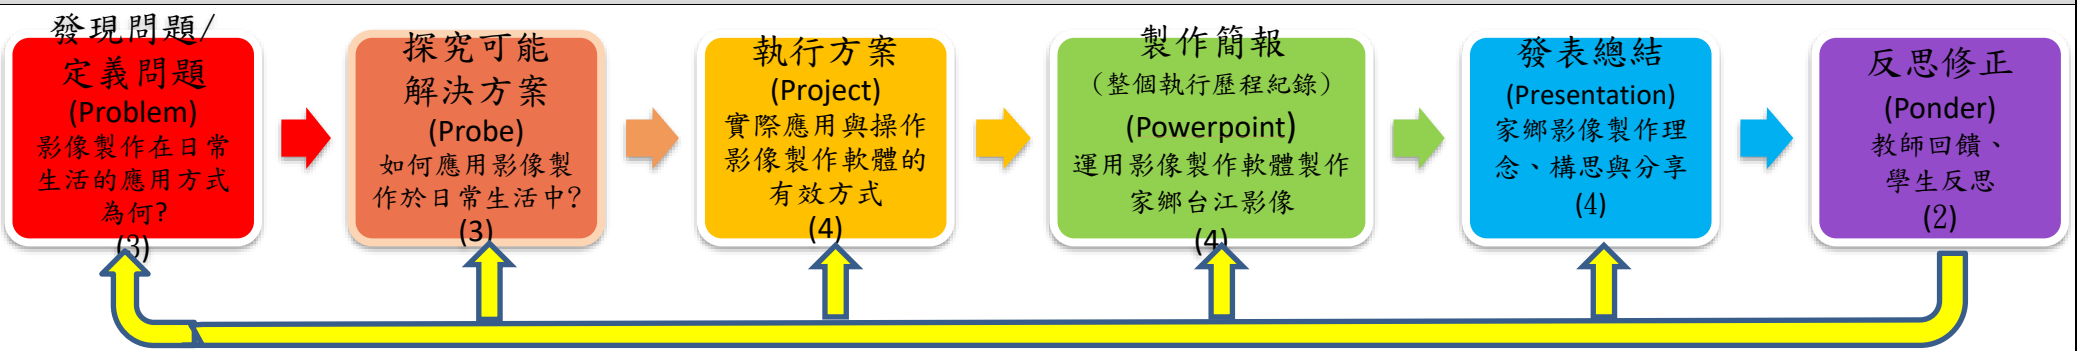 發現問題/
定義問題
(Problem)
影像製作在日常
生活的應用方式
為何?
(3)
探究可能
解決方案
(Probe)
如何應用影像製
作於日常生活中?
(3)
執行方案
(Project)
實際應用與操作
影像製作軟體的
有效方式
(4)
製作簡報
(整個執行歷程紀錄)
(Powerpoint)
運用影像製作軟體製作
家鄉台江影像
(4)
發表總結
(Presentation)
家鄉影像製作理
念、構思與分享
(4)
反思修正
(Ponder)
教師回饋、
學生反思
(2)